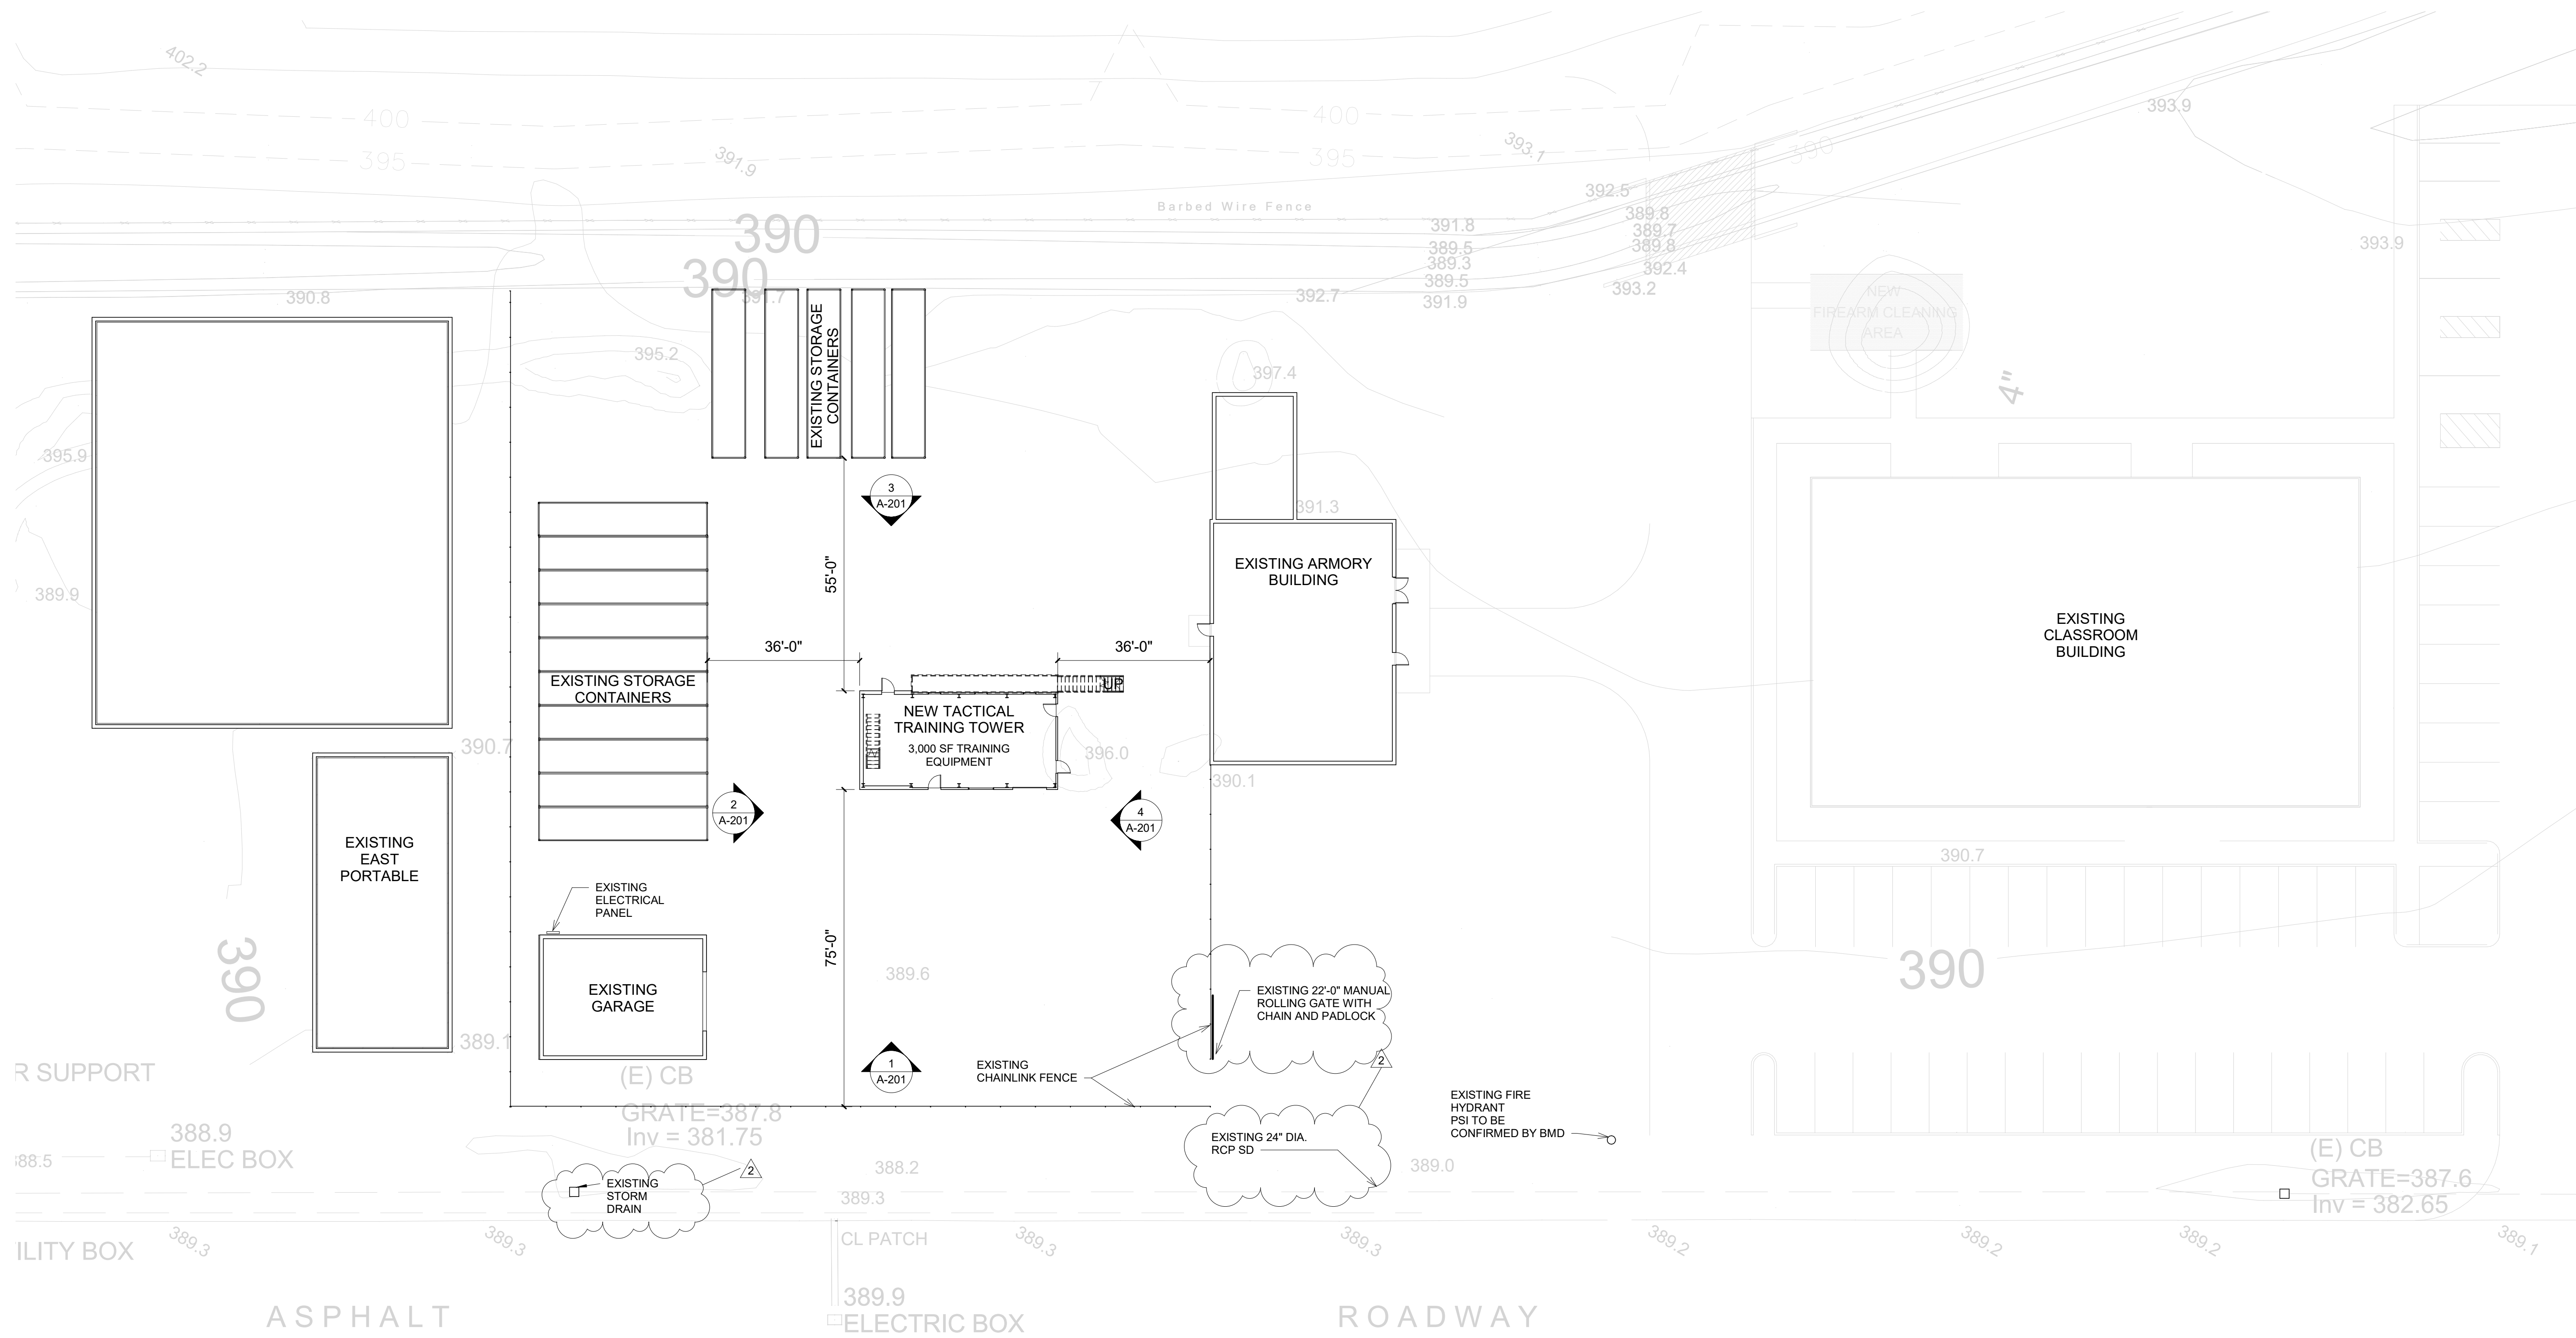 402.2
400
400
395
395
391.9
393.1
390
393.9
392.5
Barbed Wire Fence
390
390
391.8
389.5
389.3
389.5
391.9
389.8
389.7
389.8
392.4
393.2
393.9
390.8
391.7
392.7
NEW
FIREARM CLEANING
AREA
EXISTING STORAGE
CONTAINERS
395.2
397.4
4"
395.9
3
A-201
391.3
EXISTING ARMORY
BUILDING
55'-0"
389.9
EXISTING
CLASSROOM
BUILDING
36'-0"
36'-0"
EXISTING STORAGE
CONTAINERS
UP
NEW TACTICAL
TRAINING TOWER
3,000 SF TRAINING
EQUIPMENT
390.7
396.0
390.1
2
A-201
4
A-201
EXISTING
EAST
PORTABLE
390.7
EXISTING
ELECTRICAL
PANEL
75'-0"
390
389.6
390
EXISTING
GARAGE
EXISTING 22'-0" MANUAL
ROLLING GATE WITH
CHAIN AND PADLOCK
389.1
1
A-201
EXISTING
CHAINLINK FENCE
2
R SUPPORT
(E) CB
GRATE=387.8
Inv = 381.75
EXISTING FIRE
HYDRANT
PSI TO BE
CONFIRMED BY BMD
388.9
ELEC BOX
EXISTING 24" DIA.
RCP SD
(E) CB
GRATE=387.6
Inv = 382.65
388.5
2
388.2
389.0
EXISTING
STORM
DRAIN
389.3
389.3
389.3
CL PATCH
389.3
389.3
389.2
389.2
389.2
389.1
ILITY BOX
389.9
ELECTRIC BOX
ASPHALT
ROADWAY